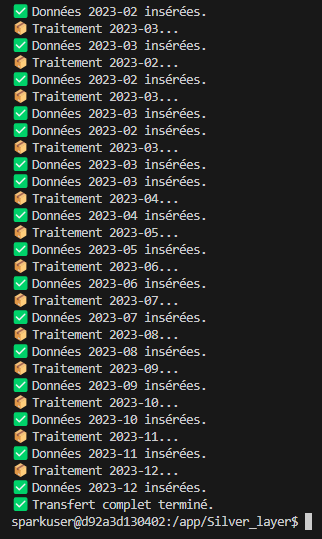 ✅ Données 2023-02 insérées.
📦 Traitement 2023-03...
✅ Données 2023-03 insérées.
📦 Traitement 2023-02...
✅ Données 2023-02 insérées.
📦 Traitement 2023-03...
✅ Données 2023-03 insérées.
✅ Données 2023-02 insérées.
📦 Traitement 2023-03...
✅ Données 2023-03 insérées.
✅ Données 2023-03 insérées.
📦 Traitement 2023-04...
✅ Données 2023-04 insérées.
📦 Traitement 2023-05...
✅ Données 2023-05 insérées.
📦 Traitement 2023-06...
✅ Données 2023-06 insérées.
📦 Traitement 2023-07...
✅ Données 2023-07 insérées.
📦 Traitement 2023-08...
✅ Données 2023-08 insérées.
📦 Traitement 2023-09...
✅ Données 2023-09 insérées.
📦 Traitement 2023-10...
✅ Données 2023-10 insérées.
📦 Traitement 2023-11...
✅ Données 2023-11 insérées.
📦 Traitement 2023-12...
✅ Données 2023-12 insérées.
✅ Transfert complet terminé.
sparkuser@d92a3d130402:/app/Silver_layer$